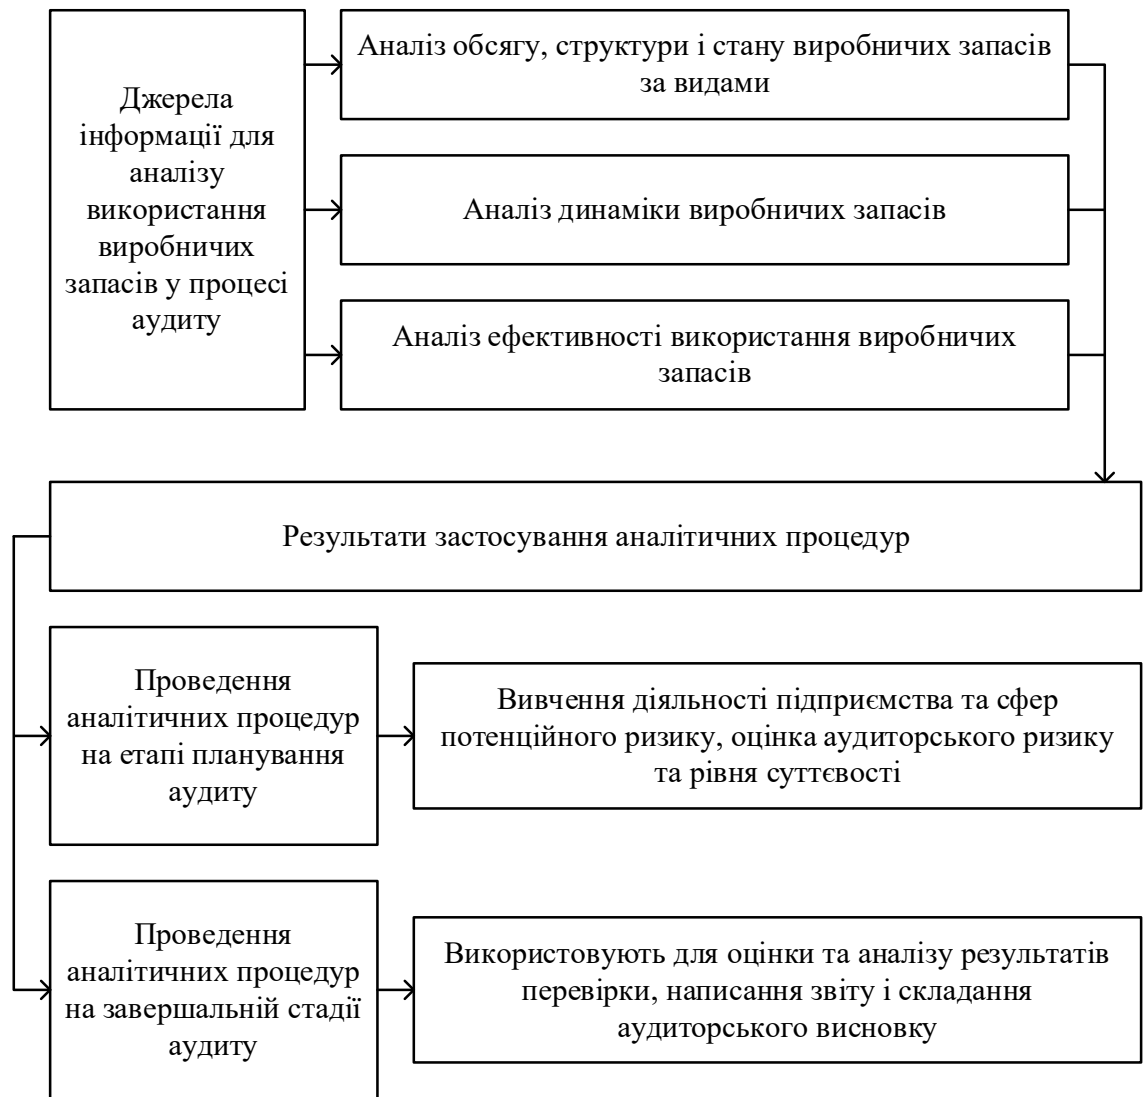 Джерела
інформації для
аналізу
використання
виробничих
запасів у процесі
аудиту
Аналіз обсягу, структури і стану виробничих запасів
за видами
Аналіз динаміки виробничих запасів
Аналіз ефективності використання виробничих
запасів
Результати застосування аналітичних процедур
Проведення
аналітичних процедур
на етапі планування
аудиту
Вивчення діяльності підприємства та сфер
потенційного ризику, оцінка аудиторського ризику
та рівня суттєвості
Проведення
аналітичних процедур
на завершальній стадії
аудиту
Використовують для оцінки та аналізу результатів
перевірки, написання звіту і складання
аудиторського висновку